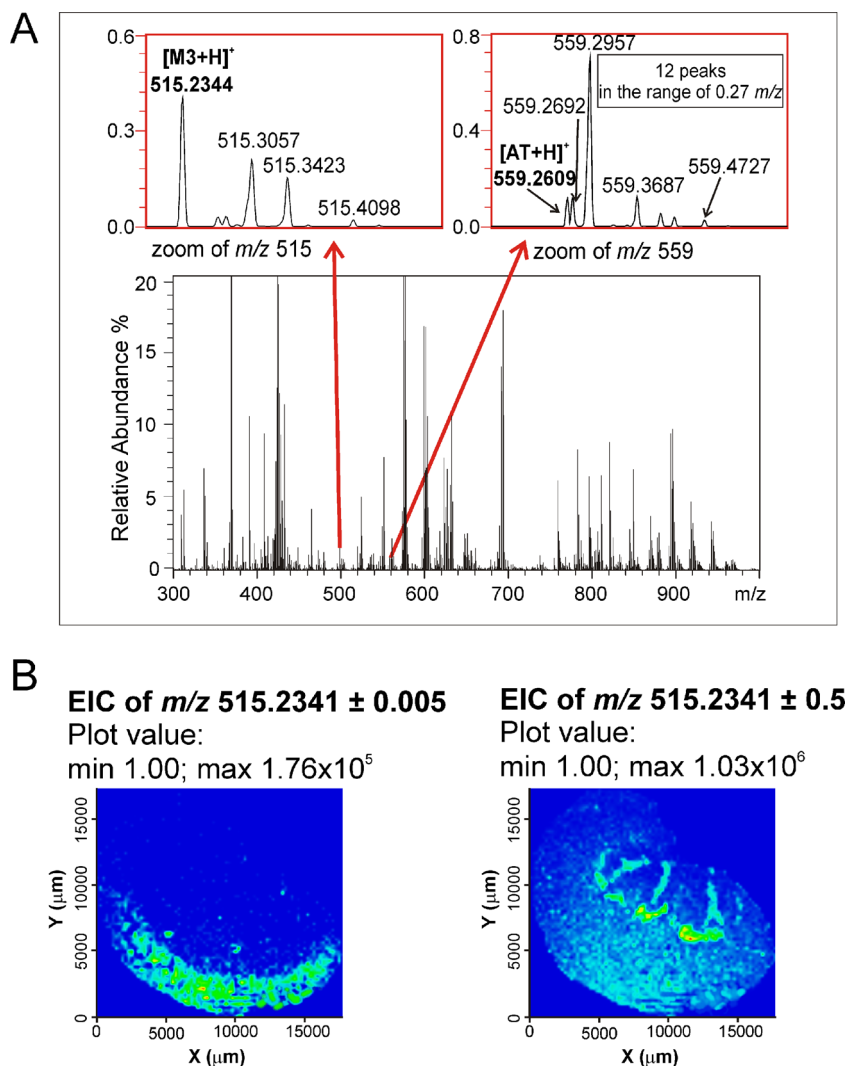 A
0.6
0.3
0.0
[M3+H]⁺
515.2344
515.3057
515.3423
515.4098
zoom of m/z 515
0.8
0.4
0.0
559.2957
12 peaks
in the range of 0.27 m/z
559.2692
[AT+H]⁺
559.2609
559.3687
559.4727
zoom of m/z 559
Relative Abundance %
20
15
10
5
0
300 400 500 600 700 800 900 m/z
B
EIC of m/z 515.2341 ± 0.005
Plot value:
min 1.00; max 1.76x10⁵
Y (μm)
15000
10000
5000
0
0 5000 10000 15000
X (μm)
EIC of m/z 515.2341 ± 0.5
Plot value:
min 1.00; max 1.03x10⁶
Y (μm)
15000
10000
5000
0
0 5000 10000 15000
X (μm)